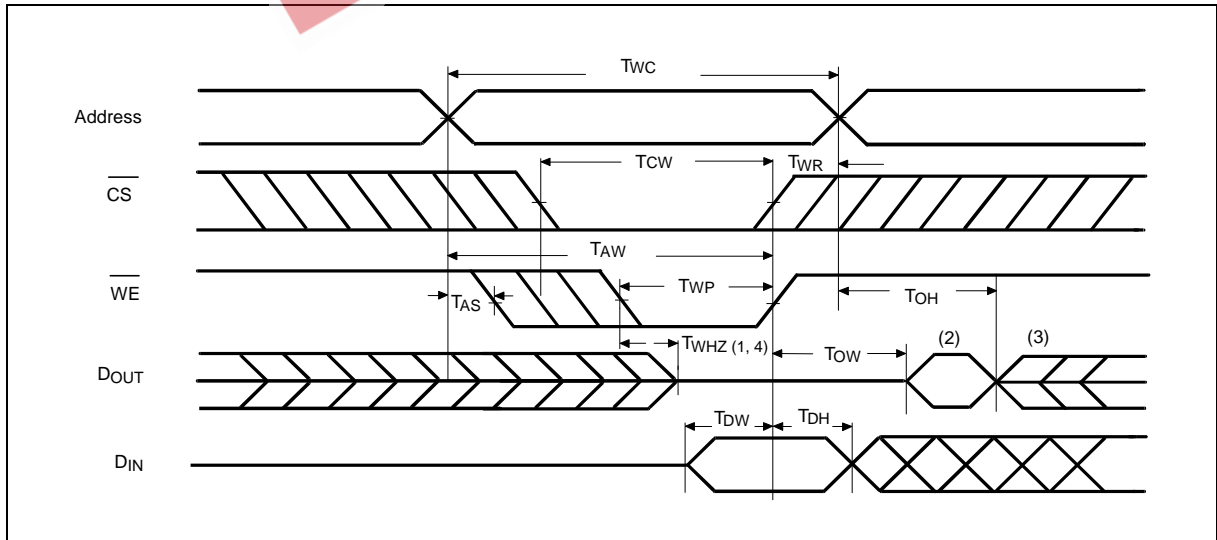 TWC
Address
TCW
TWR
CS
TAW
WE
TAS
TWP
TOH
TWHZ (1, 4)
TOW
(2)
(3)
DOUT
TDW
TDH
DIN